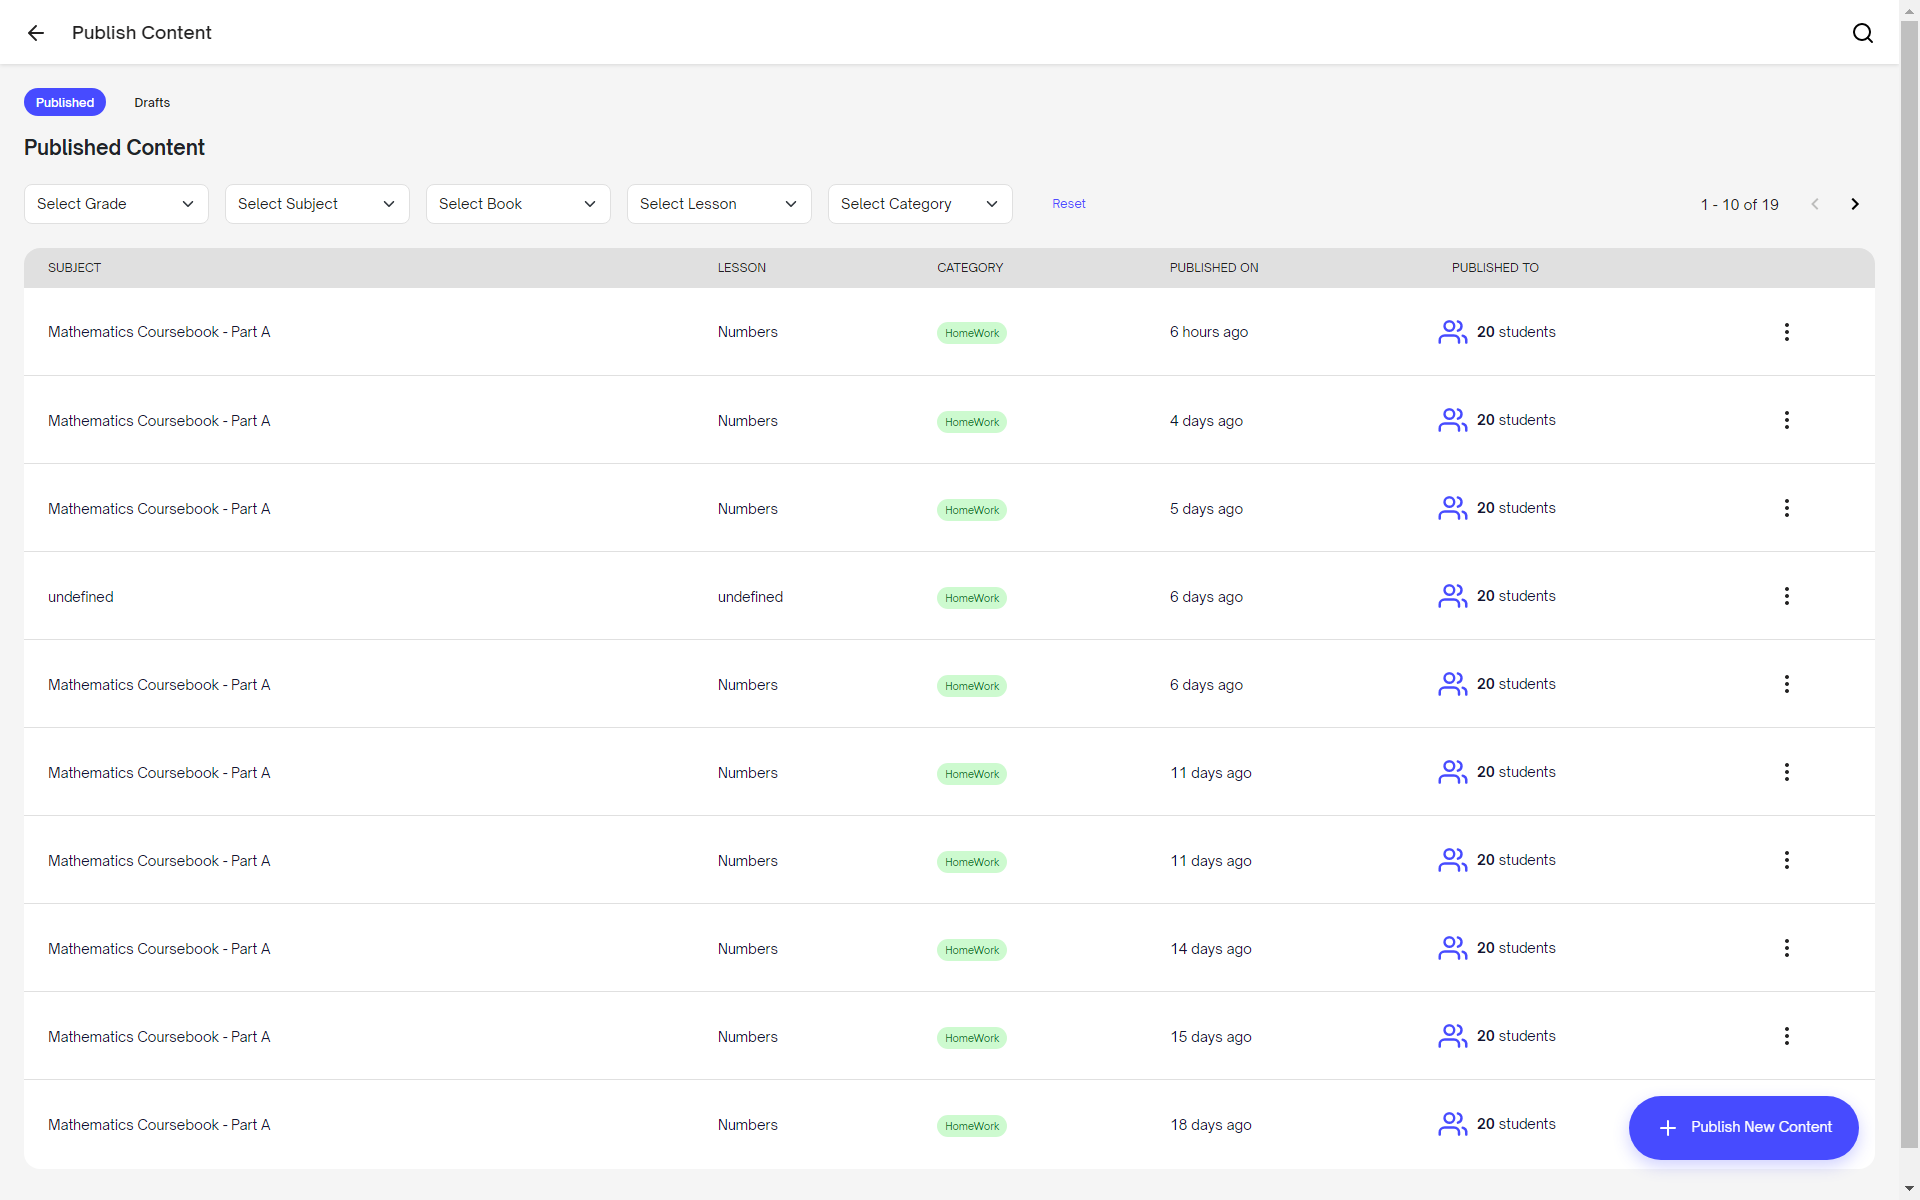 Publish Content
Published Drafts
Published Content
Select Grade Select Subject Select Book Select Lesson Select Category Reset 1 - 10 of 19
SUBJECT LESSON CATEGORY PUBLISHED ON PUBLISHED TO
Mathematics Coursebook - Part A Numbers HomeWork 6 hours ago 20 students
Mathematics Coursebook - Part A Numbers HomeWork 4 days ago 20 students
Mathematics Coursebook - Part A Numbers HomeWork 5 days ago 20 students
undefined undefined HomeWork 6 days ago 20 students
Mathematics Coursebook - Part A Numbers HomeWork 6 days ago 20 students
Mathematics Coursebook - Part A Numbers HomeWork 11 days ago 20 students
Mathematics Coursebook - Part A Numbers HomeWork 11 days ago 20 students
Mathematics Coursebook - Part A Numbers HomeWork 14 days ago 20 students
Mathematics Coursebook - Part A Numbers HomeWork 15 days ago 20 students
Mathematics Coursebook - Part A Numbers HomeWork 18 days ago 20 students
Publish New Content